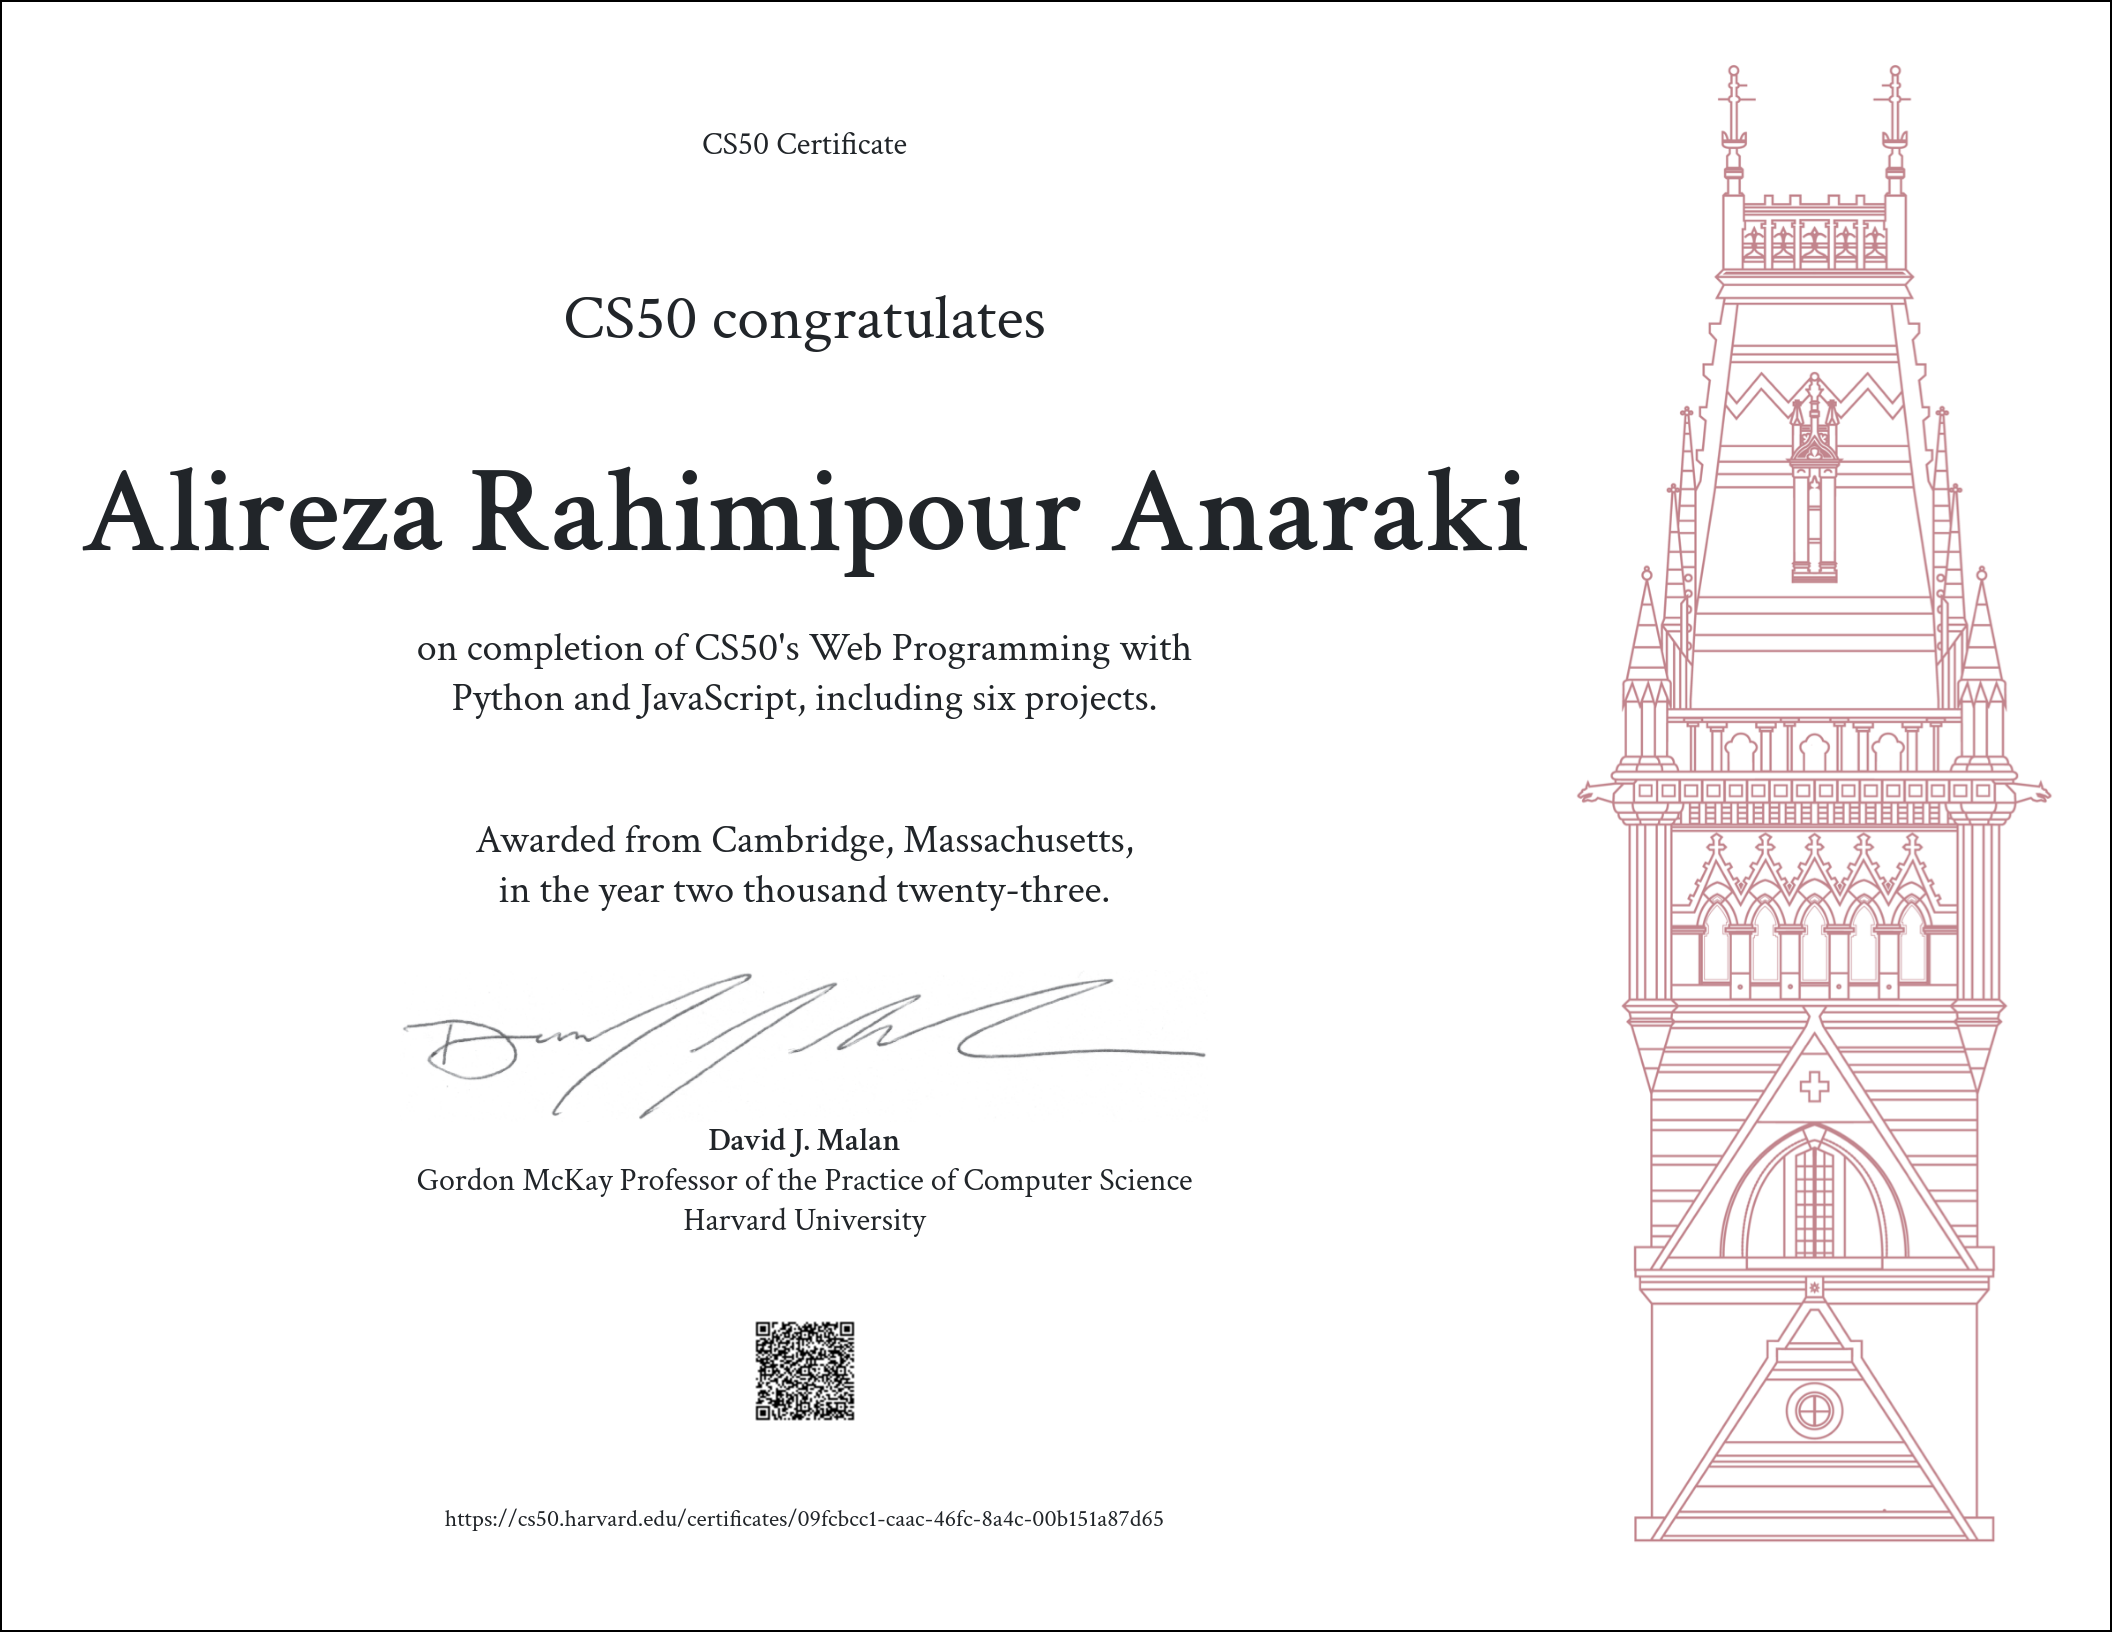 CS50 Certificate
CS50 congratulates
Alireza Rahimipour Anaraki
on completion of CS50's Web Programming with
Python and JavaScript, including six projects.
Awarded from Cambridge, Massachusetts,
in the year two thousand twenty-three.
David J. Malan
Gordon McKay Professor of the Practice of Computer Science
Harvard University
https://cs50.harvard.edu/certificates/09fcbcc1-caac-46fc-8a4c-00b151a87d65